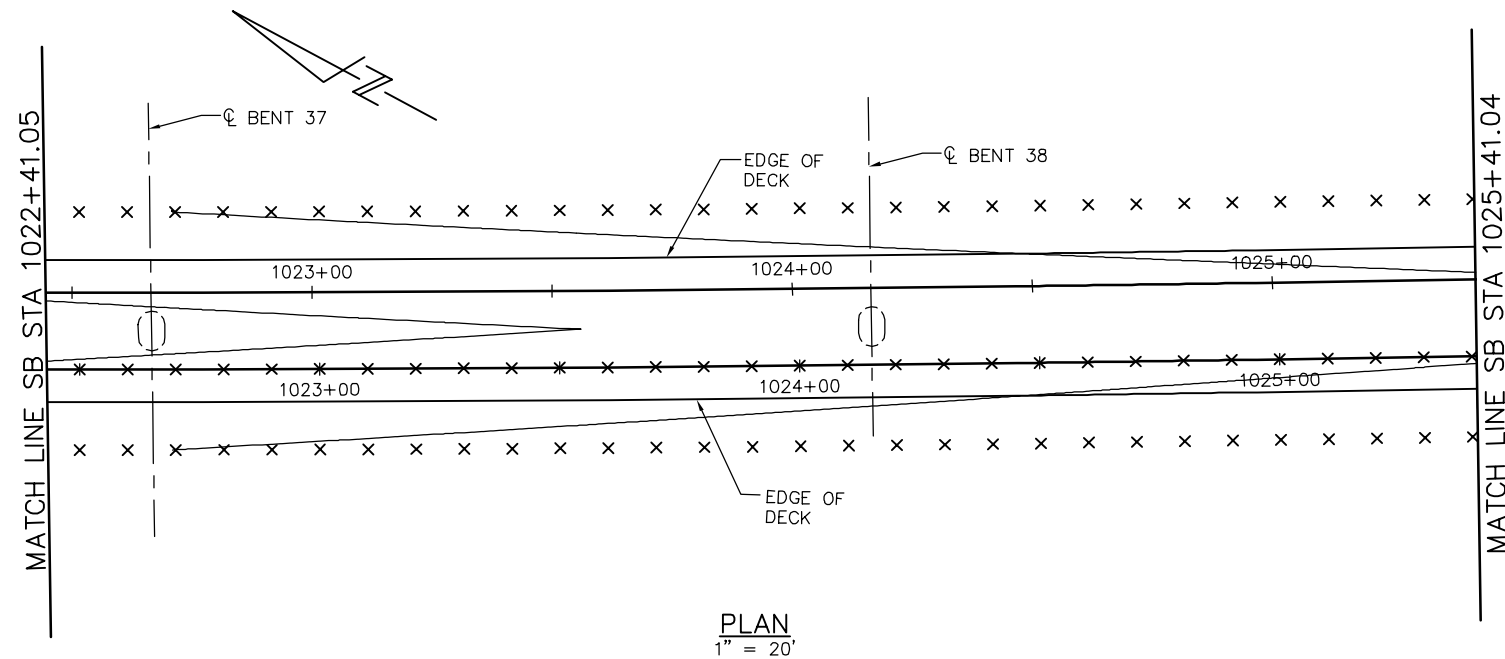 MATCH LINE SB STA 1022+41.05
℄ BENT 37
℄ BENT 38
EDGE OF
DECK
1023+00
1024+00
1025+00
1023+00
1024+00
1025+00
EDGE OF
DECK
MATCH LINE SB STA 1025+41.04
PLAN
1" = 20'